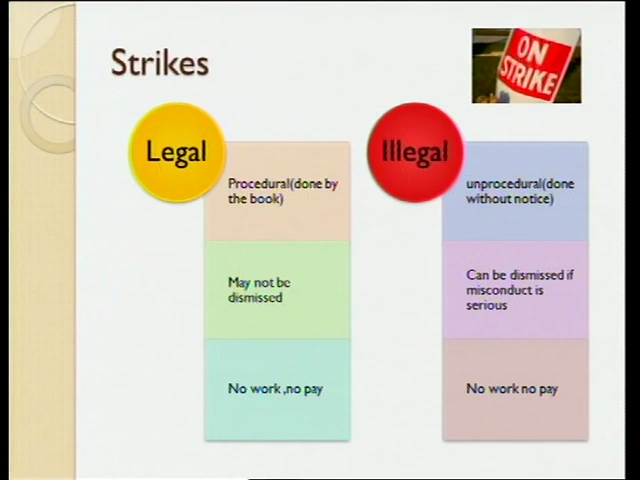 Strikes
ON
STRIKE
Legal
Procedural(done by
the book)
May not be
dismissed
No work ,no pay
Illegal
unprocedural(done
without notice)
Can be dismissed if
misconduct is
serious
No work no pay